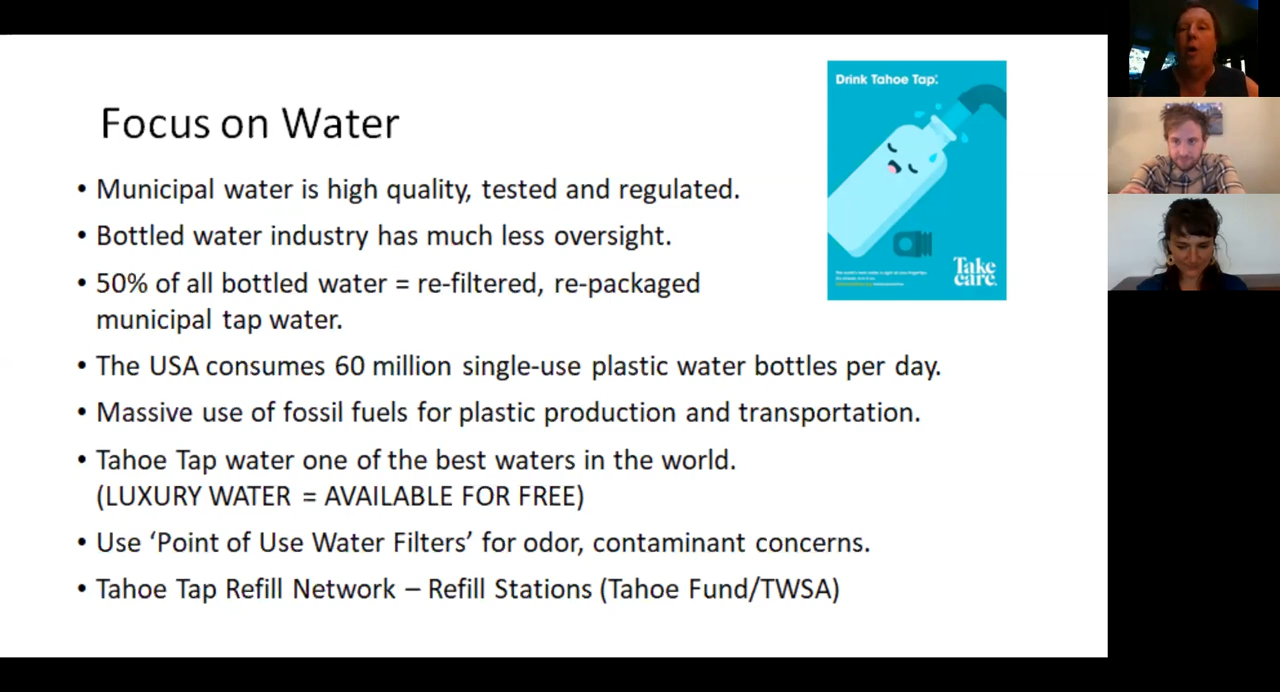 Focus on Water
• Municipal water is high quality, tested and regulated.
• Bottled water industry has much less oversight.
• 50% of all bottled water = re-filtered, re-packaged
municipal tap water.
• The USA consumes 60 million single-use plastic water bottles per day.
• Massive use of fossil fuels for plastic production and transportation.
• Tahoe Tap water one of the best waters in the world.
(LUXURY WATER = AVAILABLE FOR FREE)
• Use ‘Point of Use Water Filters’ for odor, contaminant concerns.
• Tahoe Tap Refill Network – Refill Stations (Tahoe Fund/TWSA)
Drink Tahoe Tap.
Take
care.